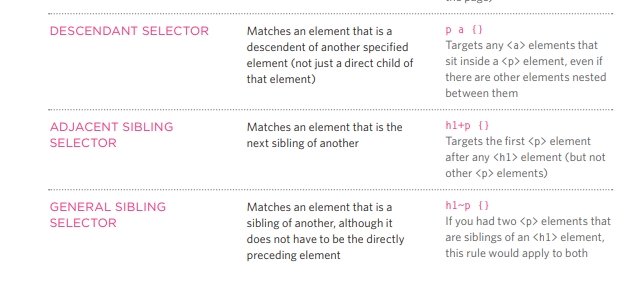 the page)
DESCENDANT SELECTOR
Matches an element that is a
descendent of another specified
element (not just a direct child of
that element)
p a {}
Targets any <a> elements that
sit inside a <p> element, even if
there are other elements nested
between them
ADJACENT SIBLING
SELECTOR
Matches an element that is the
next sibling of another
h1+p {}
Targets the first <p> element
after any <h1> element (but not
other <p> elements)
GENERAL SIBLING
SELECTOR
Matches an element that is a
sibling of another, although it
does not have to be the directly
preceding element
h1~p {}
If you had two <p> elements that
are siblings of an <h1> element,
this rule would apply to both